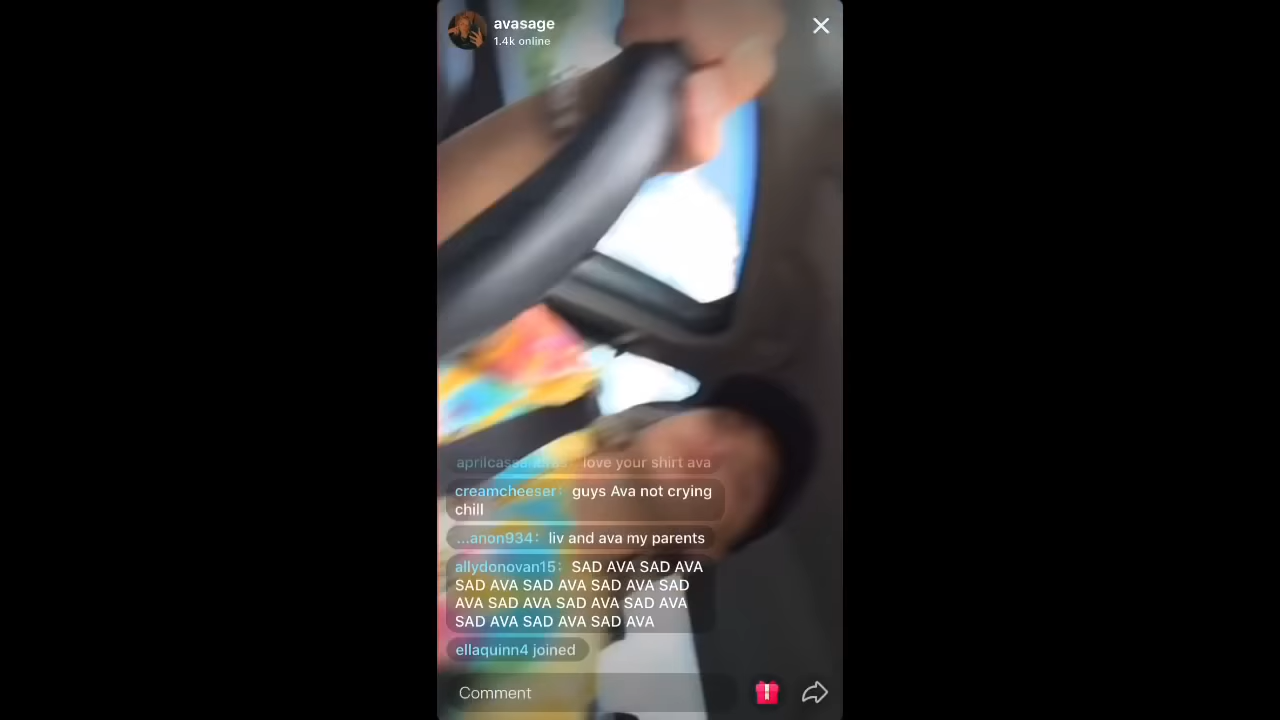 avasage
1.4k online
love your shirt ava
creamcheeser: guys Ava not crying
chill
...anon934: liv and ava my parents
allydonovan15: SAD AVA SAD AVA
SAD AVA SAD AVA SAD AVA SAD
AVA SAD AVA SAD AVA SAD AVA
SAD AVA SAD AVA SAD AVA
ellaquinn4 joined
Comment